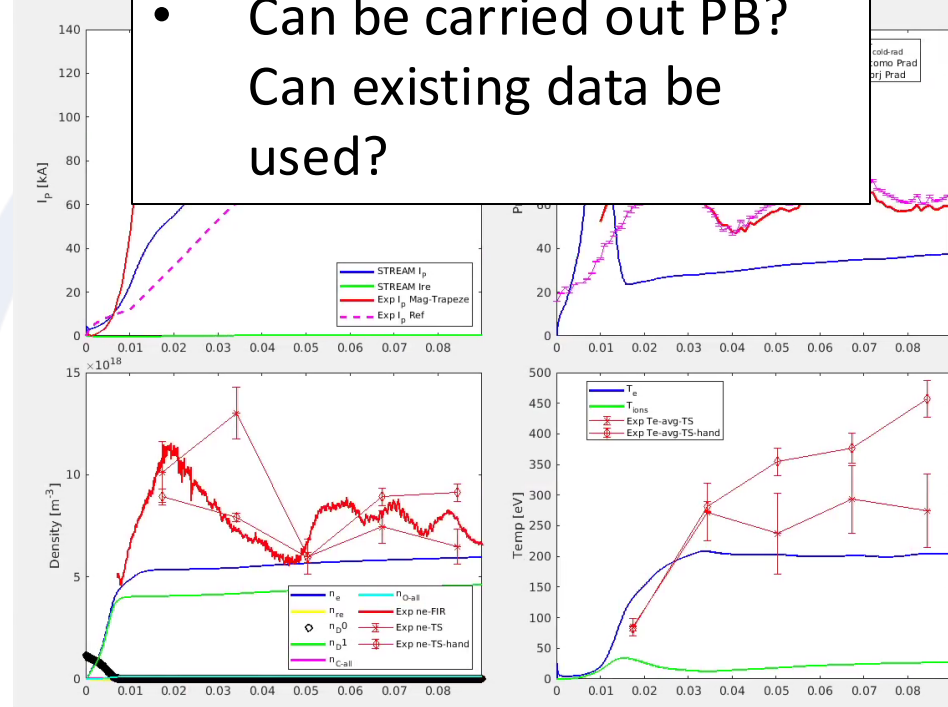 • Can be carried out PB?
Can existing data be
used?
140
120
100
80
60
40
20
0
I_P [kA]
0 0.01 0.02 0.03 0.04 0.05 0.06 0.07 0.08
STREAM I_p
STREAM Ire
Exp I_p Mag-Trapeze
Exp I_p Ref
cold-rad
Prad
Prad
60
40
20
0
0 0.01 0.02 0.03 0.04 0.05 0.06 0.07 0.08
×10^18
15
10
5
0
Density [m^-3]
0 0.01 0.02 0.03 0.04 0.05 0.06 0.07 0.08
n_e
n_re
n_D0
n_D1
n_C-all
n_O-all
Exp ne-FIR
Exp ne-TS
Exp ne-TS-hand
500
450
400
350
300
250
200
150
100
50
0
Temp [eV]
0 0.01 0.02 0.03 0.04 0.05 0.06 0.07 0.08
T_e
T_ions
Exp Te-avg-TS
Exp Te-avg-TS-hand